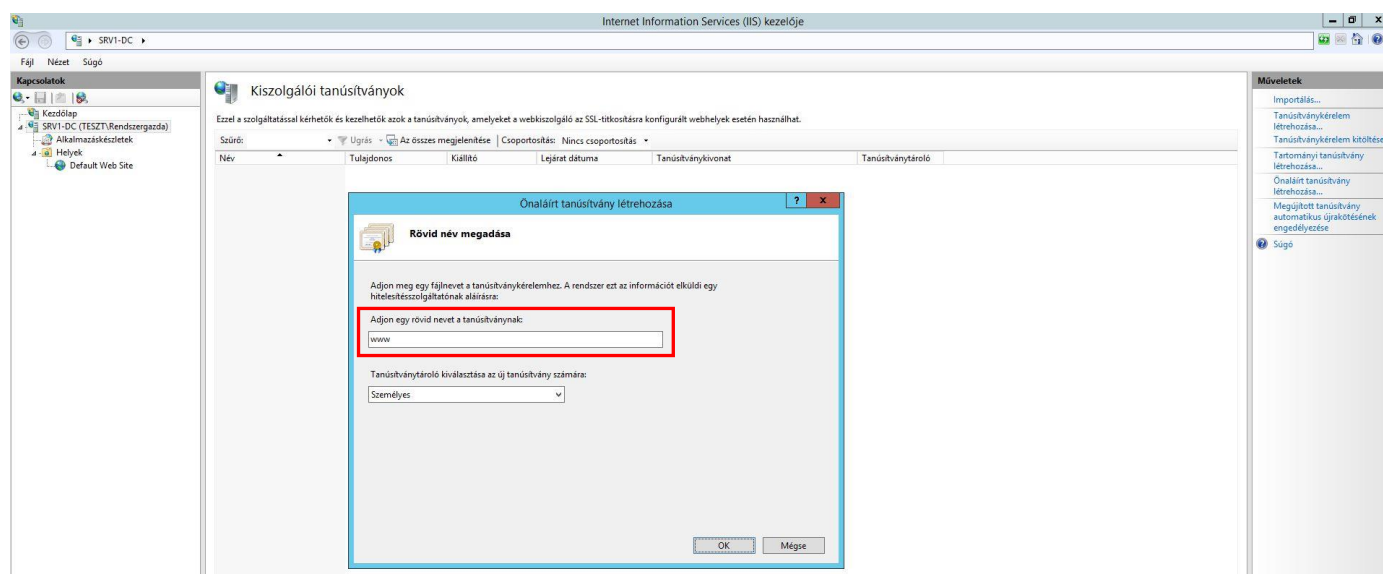 Internet Information Services (IIS) kezelője
SRV1-DC
Fájl Nézet Súgó
Kapcsolatok
Kezdőlap
SRV1-DC (TESZT\Rendszergazda)
Alkalmazáskészletek
Helyek
Default Web Site
Kiszolgálói tanúsítványok
Ezzel a szolgáltatással kérhetők és kezelhetők azok a tanúsítványok, amelyeket a webkiszolgáló az SSL-titkosításra konfigurált webhelyek esetén használhat.
Szűrő: Ugrás Az összes megjelenítése Csoportosítás: Nincs csoportosítás
Név Tulajdonos Kiállító Lejárat dátuma Tanúsítványkivonat Tanúsítványtároló
Önaláírt tanúsítvány létrehozása
? x
Rövid név megadása
Adjon meg egy fájlnevet a tanúsítványkérelemhez. A rendszer ezt az információt elküldi egy
hitelesítésszolgáltatónak aláírásra:
Adjon egy rövid nevet a tanúsítványnak:
www
Tanúsítványtároló kiválasztása az új tanúsítvány számára:
Személyes
OK Mégse
Műveletek
Importálás...
Tanúsítványkérelem
létrehozása...
Tanúsítványkérelem kitöltése
Tartományi tanúsítvány
létrehozása...
Önaláírt tanúsítvány
létrehozása...
Megújított tanúsítvány
automatikus újrakötésének
engedélyezése
Súgó